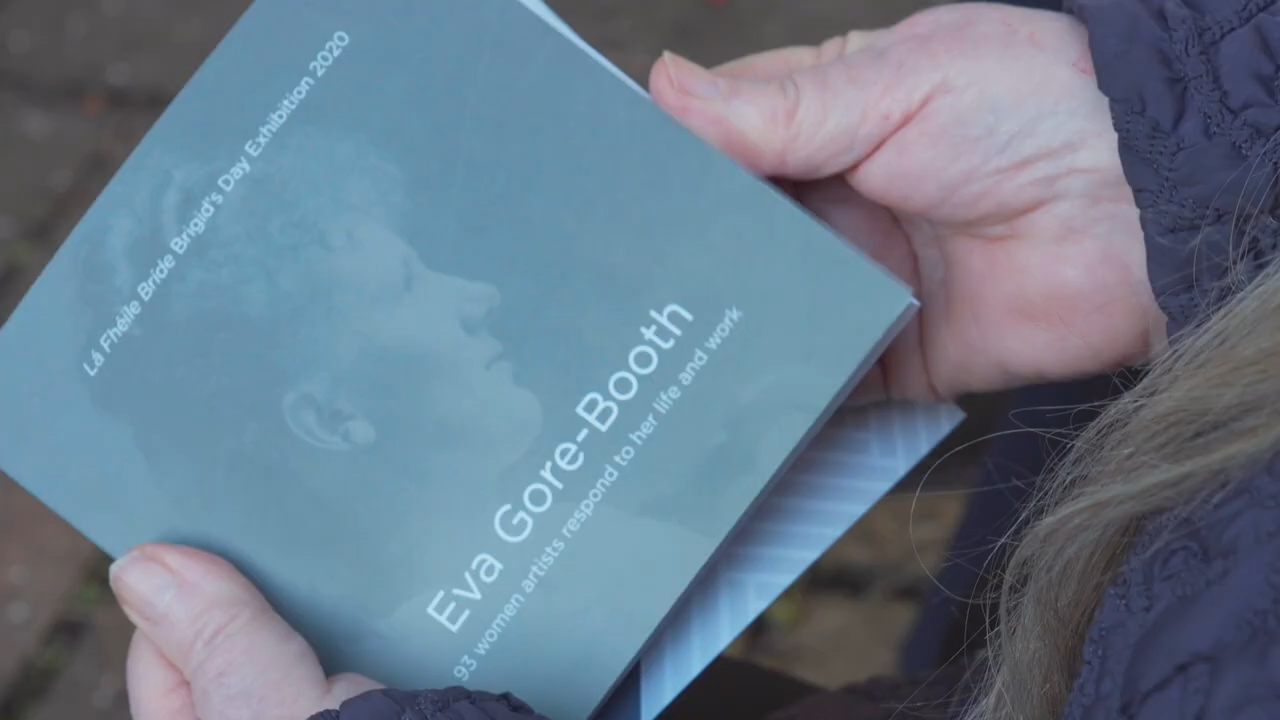 Lá Fhéile Bríde Brigid's Day Exhibition 2020
Eva Gore-Booth
93 women artists respond to her life and work